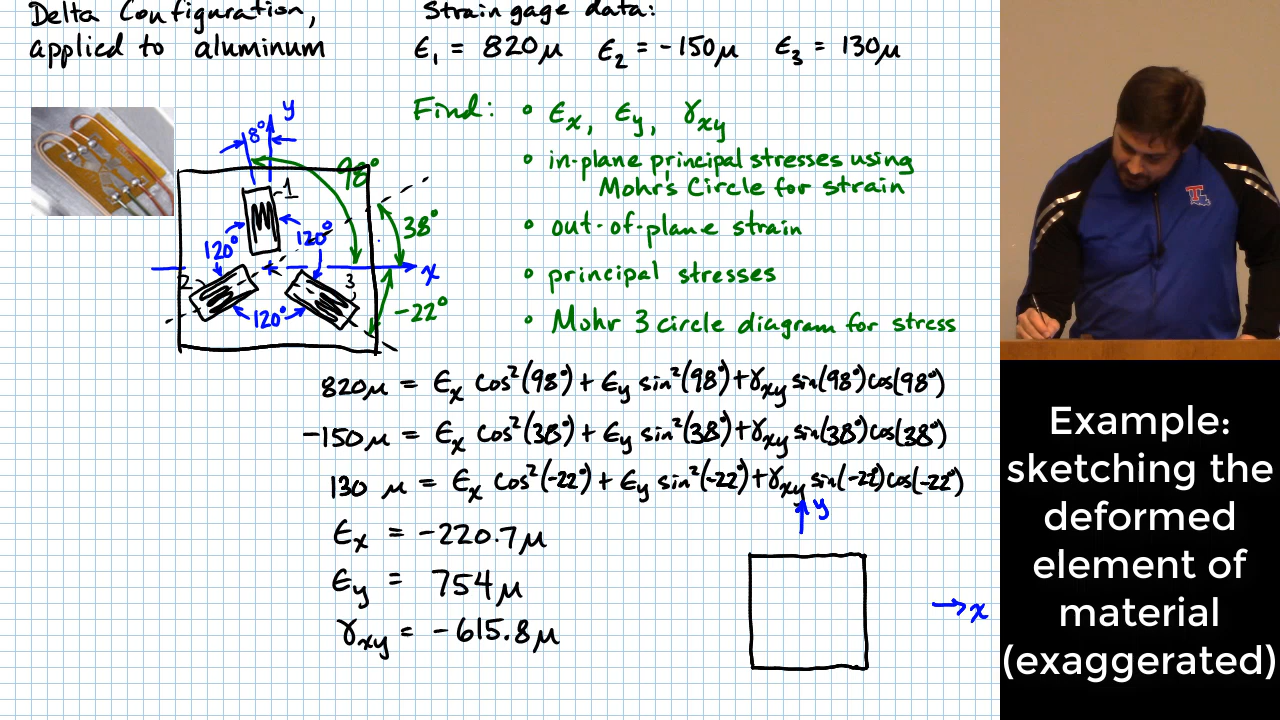 Delta Configuration,
applied to aluminum
Strain gage data:
ϵ₁ = 820μ ϵ₂ = -150μ ϵ₃ = 130μ
Find: • ϵx, ϵy, γxy
• in-plane principal stresses using
Mohr's Circle for strain
• out-of-plane strain
• principal stresses
• Mohr 3 circle diagram for stress
y
8°
98°
1
38°
120°
120°
x
2
3
120°
-22°
820μ = ϵx cos²(98°) + ϵy sin²(98°) + γxy sin(98°)cos(98°)
-150μ = ϵx cos²(38°) + ϵy sin²(38°) + γxy sin(38°)cos(38°)
130 μ = ϵx cos²(-22°) + ϵy sin²(-22°) + γxy sin(-22°)cos(-22°)
ϵx = -220.7μ
ϵy = 754μ
γxy = -615.8μ
y
x
T
Example:
sketching the
deformed
element of
material
(exaggerated)